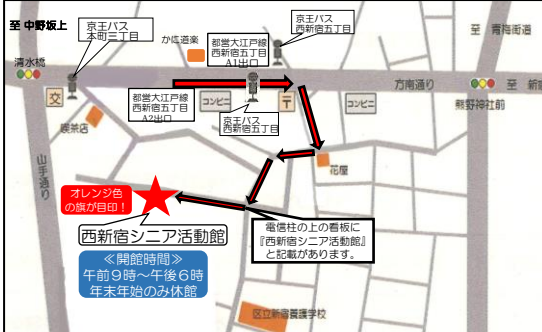 至 中野坂上
京王バス
本町三丁目
かに道楽
都営大江戸線
西新宿五丁目
A1出口
京王バス
西新宿五丁目
至 青梅街道
清水橋
交
都営大江戸線
西新宿五丁目
A2出口
コンビニ
〒
コンビニ
方南通り
至 新宿
熊野神社前
京王バス
西新宿五丁目
喫茶店
山手通り
花屋
オレンジ色
の旗が目印!
西新宿シニア活動館
≪開館時間≫
午前9時～午後6時
年末年始のみ休館
電信柱の上の看板に
『西新宿シニア活動館』
と記載があります。
区立新宿養護学校